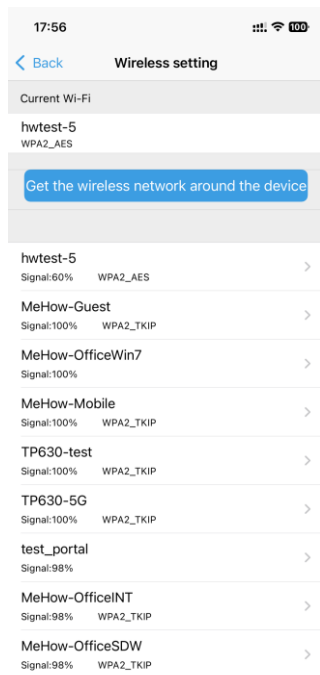 17:56
100
Back Wireless setting
Current Wi-Fi
hwtest-5
WPA2_AES
Get the wireless network around the device
hwtest-5
Signal:60% WPA2_AES
MeHow-Guest
Signal:100% WPA2_TKIP
MeHow-OfficeWin7
Signal:100%
MeHow-Mobile
Signal:100% WPA2_TKIP
TP630-test
Signal:100% WPA2_TKIP
TP630-5G
Signal:100% WPA2_TKIP
test_portal
Signal:98%
MeHow-OfficeINT
Signal:98% WPA2_TKIP
MeHow-OfficeSDW
Signal:98% WPA2_TKIP